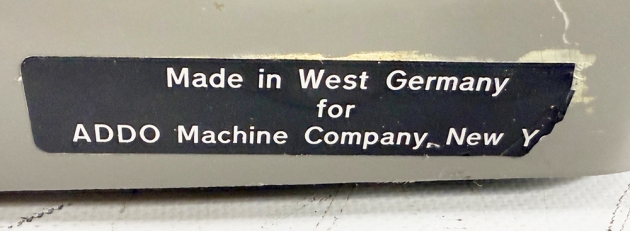 Made in West Germany
for
ADDO Machine Company, New Y